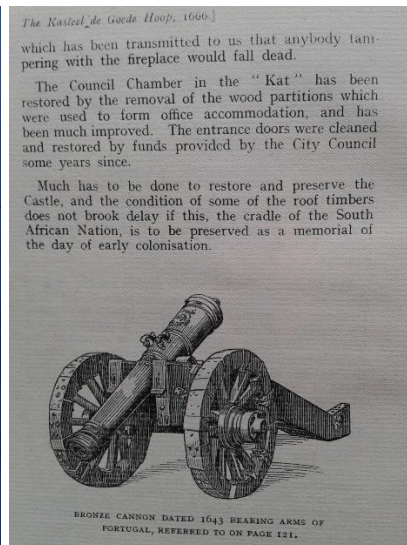 The Kasteel de Goede Hoop, 1666.]
which has been transmitted to us that anybody tam-
pering with the fireplace would fall dead.
The Council Chamber in the "Kat" has been
restored by the removal of the wood partitions which
were used to form office accommodation, and has
been much improved. The entrance doors were cleaned
and restored by funds provided by the City Council
some years since.
Much has to be done to restore and preserve the
Castle, and the condition of some of the roof timbers
does not brook delay if this, the cradle of the South
African Nation, is to be preserved as a memorial of
the day of early colonisation.
BRONZE CANNON DATED 1643 BEARING ARMS OF
PORTUGAL, REFERRED TO ON PAGE 121.